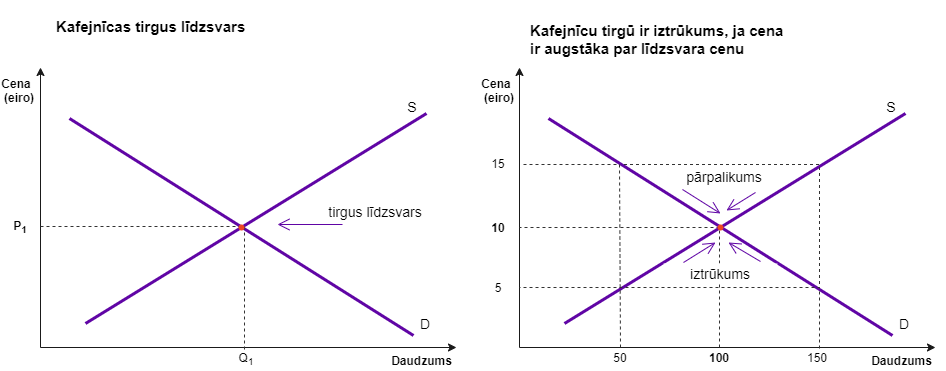 Kafejnīcas tirgus līdzsvars
Cena
(eiro)
S
tirgus līdzsvars
P1
D
Q1
Daudzums
Kafejnīcu tirgū ir iztrūkums, ja cena
ir augstāka par līdzsvara cenu
Cena
(eiro)
S
15
pārpalikums
10
iztrūkums
5
D
50
100
150
Daudzums